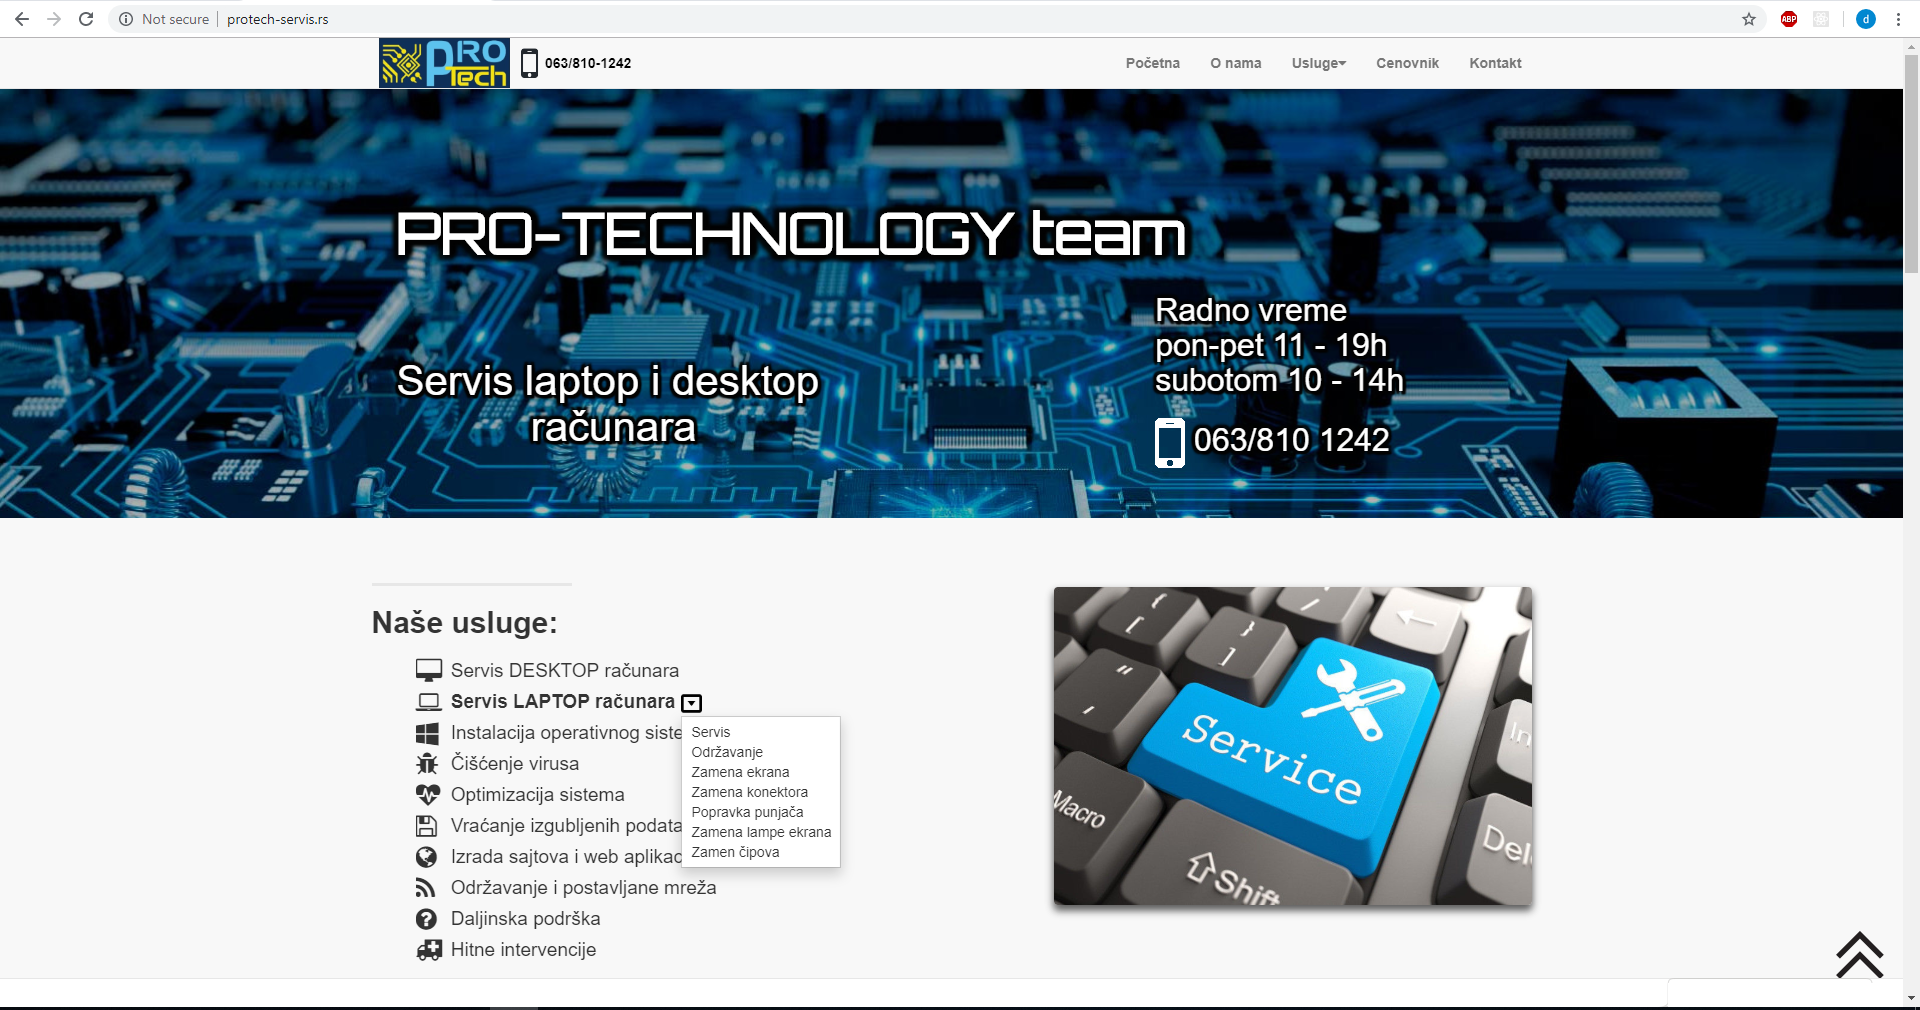 Not secure
protech-servis.rs
ABP
d
PRO
Tech
063/810-1242
Početna
O nama
Usluge
Cenovnik
Kontakt
PRO-TECHNOLOGY team
Radno vreme
pon-pet 11 - 19h
subotom 10 - 14h
Servis laptop i desktop
računara
063/810 1242
Naše usluge:
Servis DESKTOP računara
Servis LAPTOP računara
Servis
Održavanje
Zamena ekrana
Zamena konektora
Popravka punjača
Zamena lampe ekrana
Zamen čipova
Instalacija operativnog siste
Čišćenje virusa
Optimizacija sistema
Vraćanje izgubljenih podata
Izrada sajtova i web aplikac
Održavanje i postavljane mreža
Daljinska podrška
Hitne intervencije
{
[
}
]
"
'
?
/
Service
Macro
Shift
In
Del